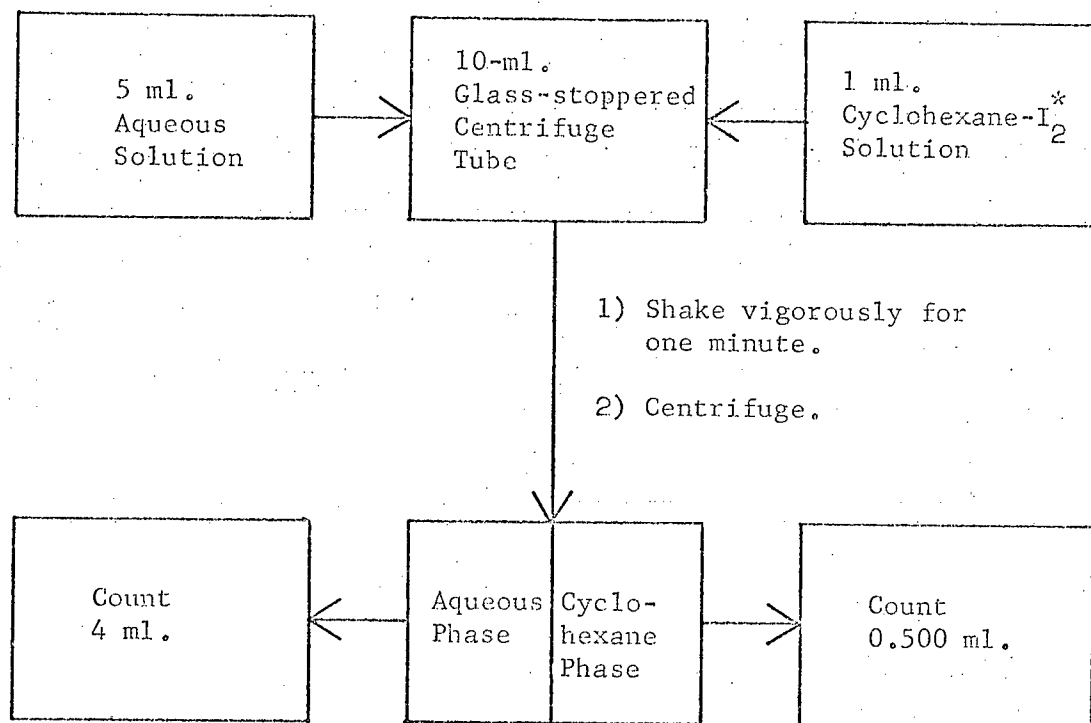 5 ml.
Aqueous
Solution
10-ml.
Glass-stoppered
Centrifuge
Tube
1 ml.
Cyclohexane-I2*
Solution
1) Shake vigorously for
one minute.
2) Centrifuge.
Count
4 ml.
Aqueous
Phase
Cyclo-
hexane
Phase
Count
0.500 ml.